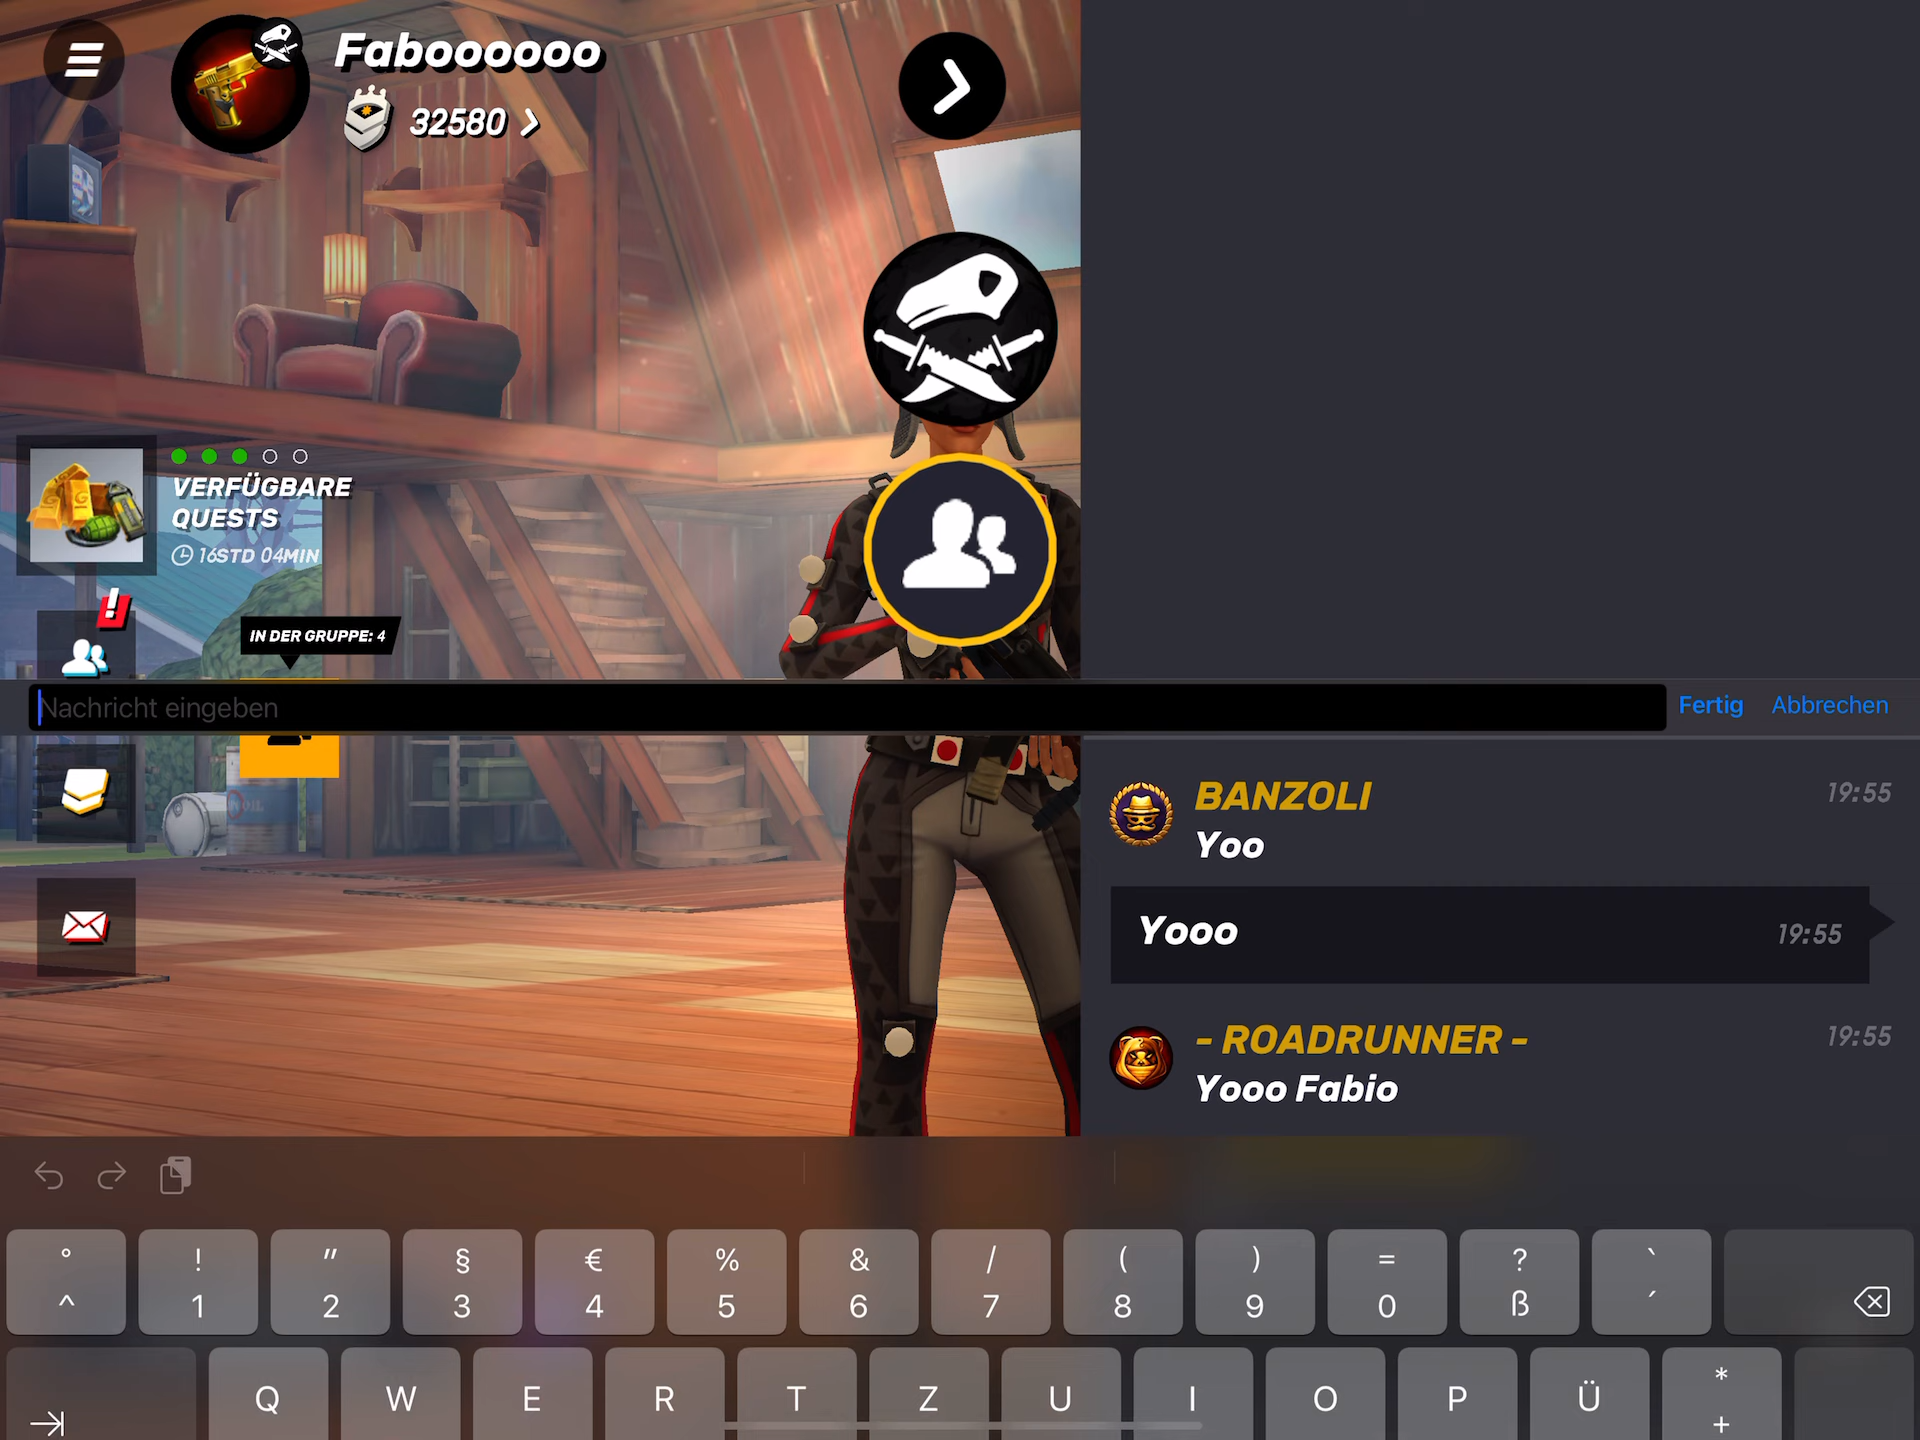 Faboooooo
32580
VERFÜGBARE
QUESTS
16STD 04MIN
!
IN DER GRUPPE: 4
Nachricht eingeben
Fertig Abbrechen
BANZOLI 19:55
Yoo
Yooo 19:55
- ROADRUNNER - 19:55
Yooo Fabio
° ! " § € % & / ( ) = ? `
^ 1 2 3 4 5 6 7 8 9 0 ß ´
Q W E R T Z U I O P Ü *
+